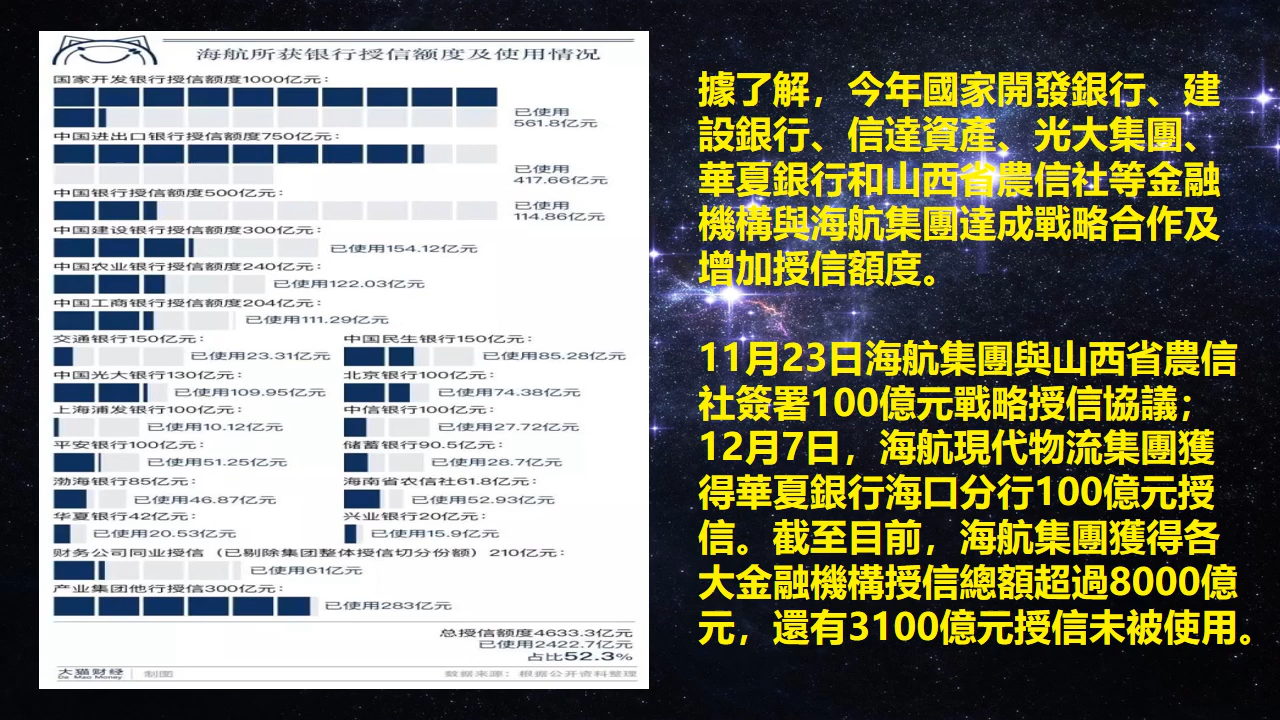 海航所获银行授信额度及使用情况
国家开发银行授信额度1000亿元：
已使用
561.8亿元
中国进出口银行授信额度750亿元：
已使用
417.66亿元
中国银行授信额度500亿元：
已使用
114.86亿元
中国建设银行授信额度300亿元：
已使用154.12亿元
中国农业银行授信额度240亿元：
已使用122.03亿元
中国工商银行授信额度204亿元：
已使用111.29亿元
交通银行150亿元：
已使用23.31亿元
中国民生银行150亿元：
已使用85.28亿元
中国光大银行130亿元：
已使用109.95亿元
北京银行100亿元：
已使用74.38亿元
上海浦发银行100亿元：
已使用10.12亿元
中信银行100亿元：
已使用27.72亿元
平安银行100亿元：
已使用51.25亿元
储蓄银行90.5亿元：
已使用28.7亿元
渤海银行85亿元：
已使用46.87亿元
海南省农信社61.8亿元：
已使用52.93亿元
华夏银行42亿元：
已使用20.53亿元
兴业银行20亿元：
已使用15.9亿元
财务公司同业授信（已剔除集团整体授信切分份额）210亿元：
已使用61亿元
产业集团他行授信300亿元：
已使用283亿元
总授信额度4633.3亿元
已使用2422.7亿元
占比52.3%
大猫财经
Da Mao Money
制图
数据来源：根据公开资料整理
據了解，今年國家開發銀行、建
設銀行、信達資產、光大集團、
華夏銀行和山西省農信社等金融
機構與海航集團達成戰略合作及
增加授信額度。
11月23日海航集團與山西省農信
社簽署100億元戰略授信協議；
12月7日，海航現代物流集團獲
得華夏銀行海口分行100億元授
信。截至目前，海航集團獲得各
大金融機構授信總額超過8000億
元，還有3100億元授信未被使用。